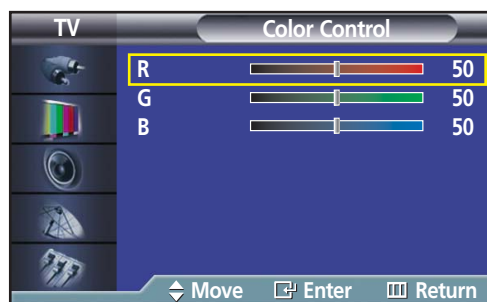 TV Color Control
R 50
G 50
B 50
Move Enter Return